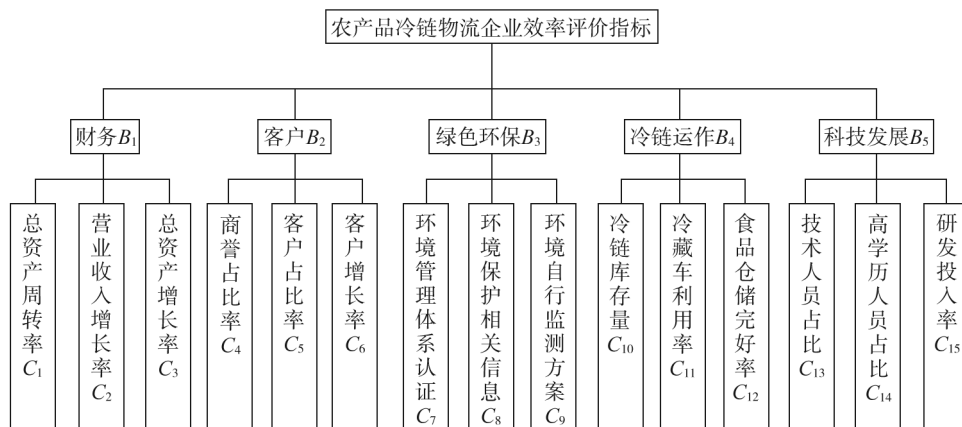 农产品冷链物流企业效率评价指标
财务B₁
客户B₂
绿色环保B₃
冷链运作B₄
科技发展B₅
总资产周转率C₁
营业收入增长率C₂
总资产增长率C₃
商誉占比率C₄
客户占比率C₅
客户增长率C₆
环境管理体系认证C₇
环境保护相关信息C₈
环境自行监测方案C₉
冷链库存量C₁₀
冷藏车利用率C₁₁
食品仓储完好率C₁₂
技术人员占比C₁₃
高学历人员占比C₁₄
研发投入率C₁₅